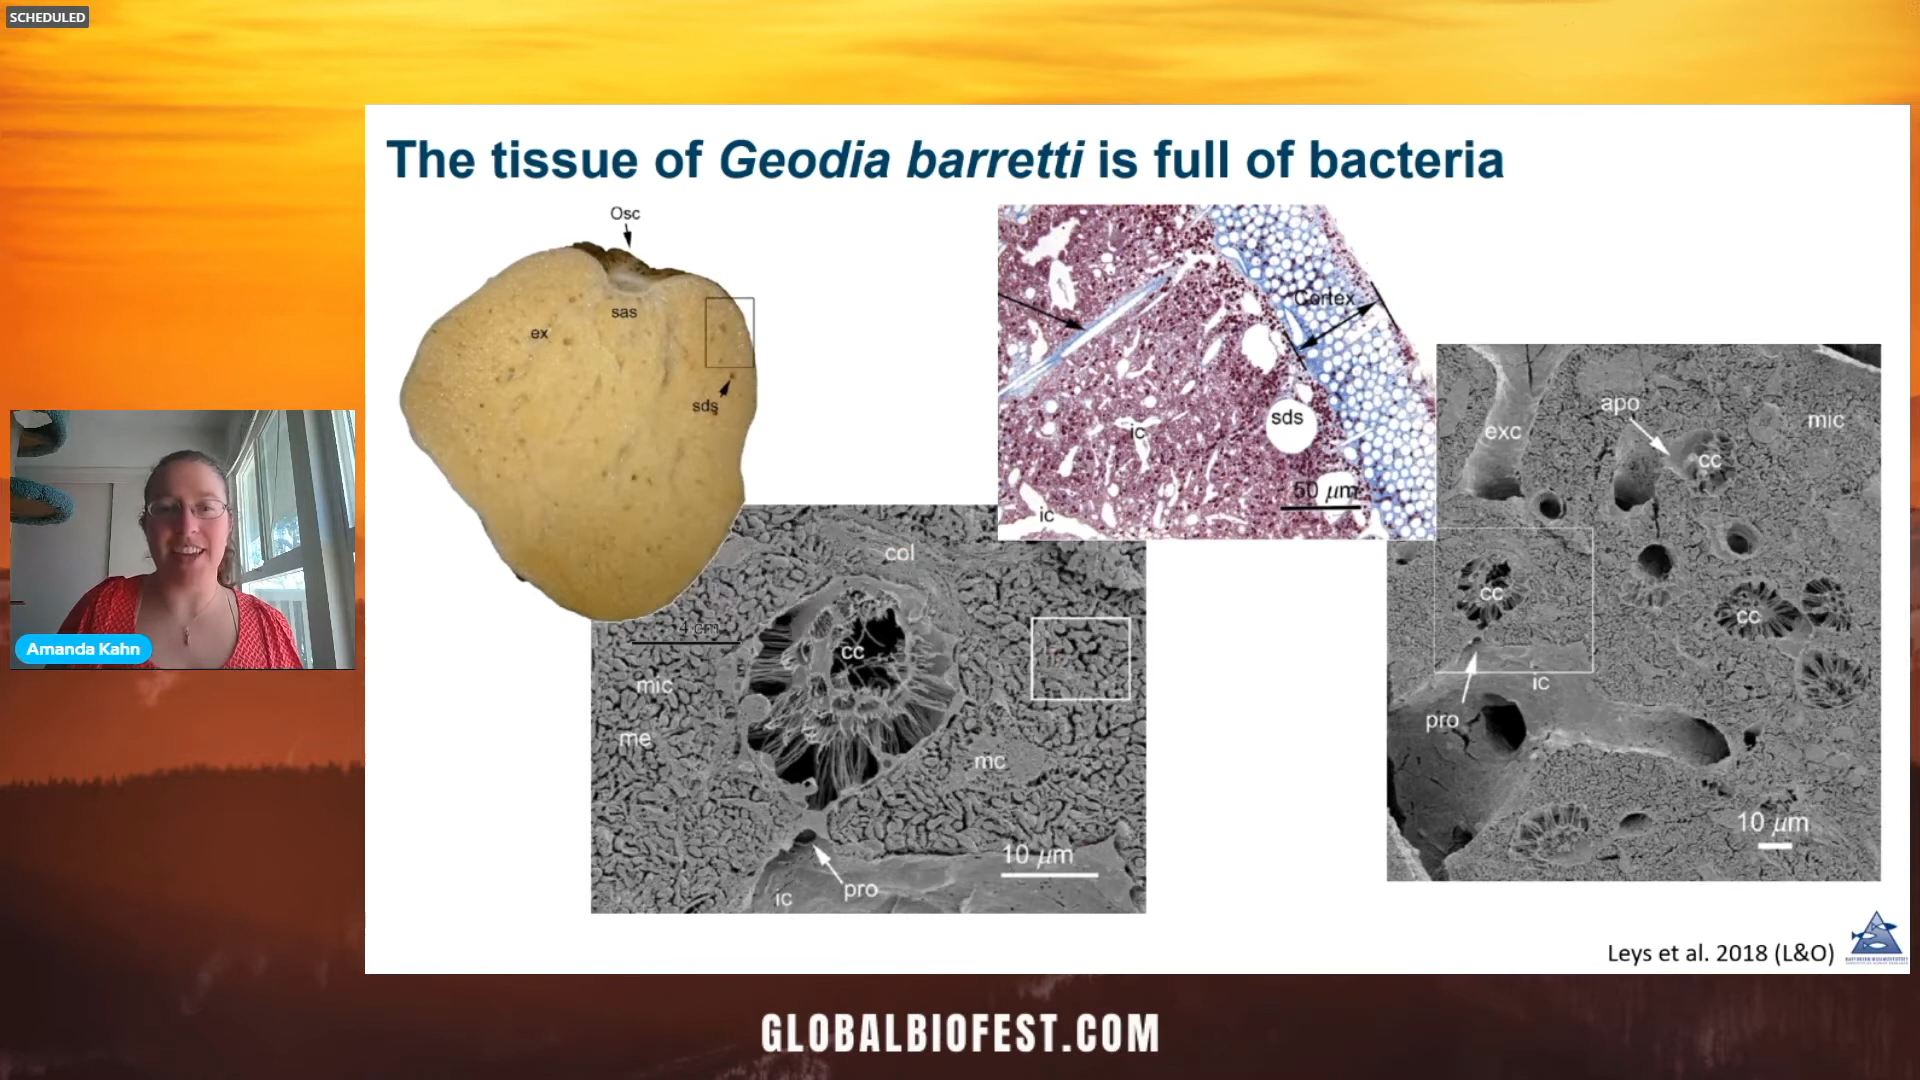 SCHEDULED
The tissue of Geodia barretti is full of bacteria
Osc
sas
ex
sds
4 cm
Cortex
sds
ic
50 μm
ic
col
cc
mic
me
mc
10 μm
pro
ic
apo
mic
exc
cc
cc
cc
ic
pro
10 μm
Amanda Kahn
Leys et al. 2018 (L&O)
GLOBALBIOFEST.COM